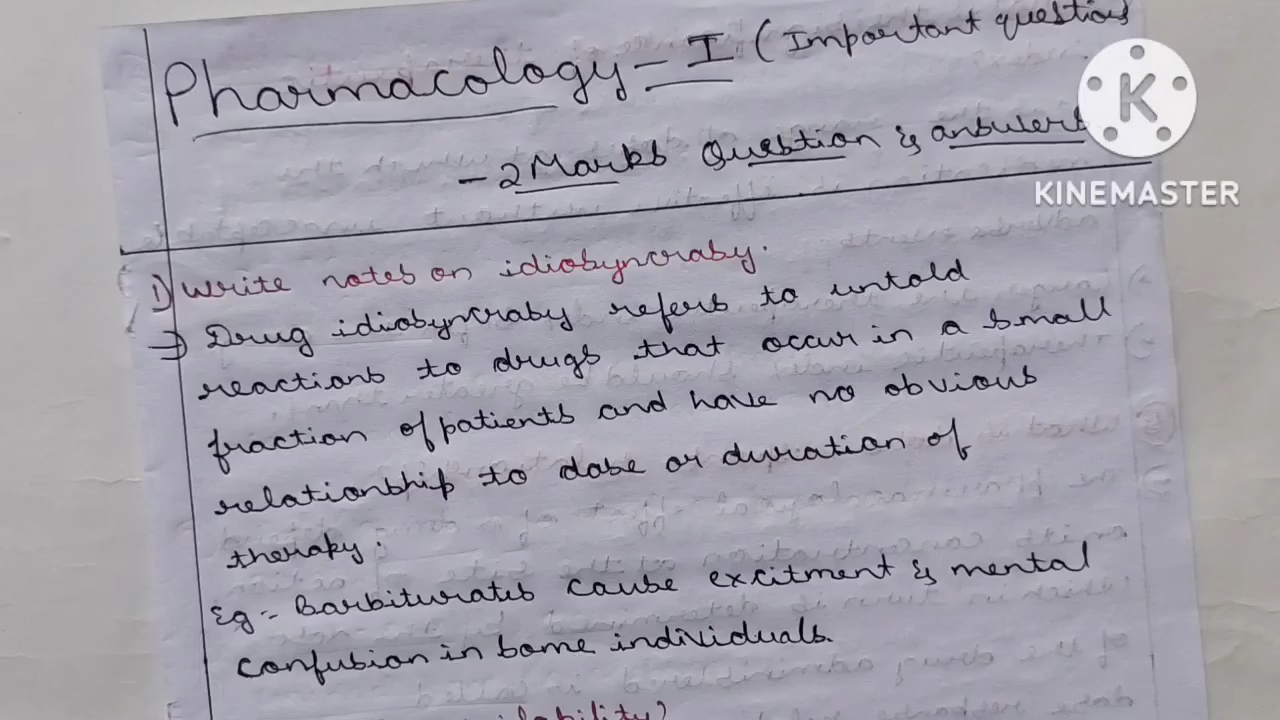 Pharmacology - I (Important questions
- 2 Marks Question & answers
K
KINEMASTER
1) Write notes on idiosyncrasy.
⇒ Drug idiosyncrasy refers to untold
reactions to drugs that occur in a small
fraction of patients and have no obvious
relationship to dose or duration of
therapy.
Eg :- Barbiturates cause excitment & mental
confusion in some individuals.